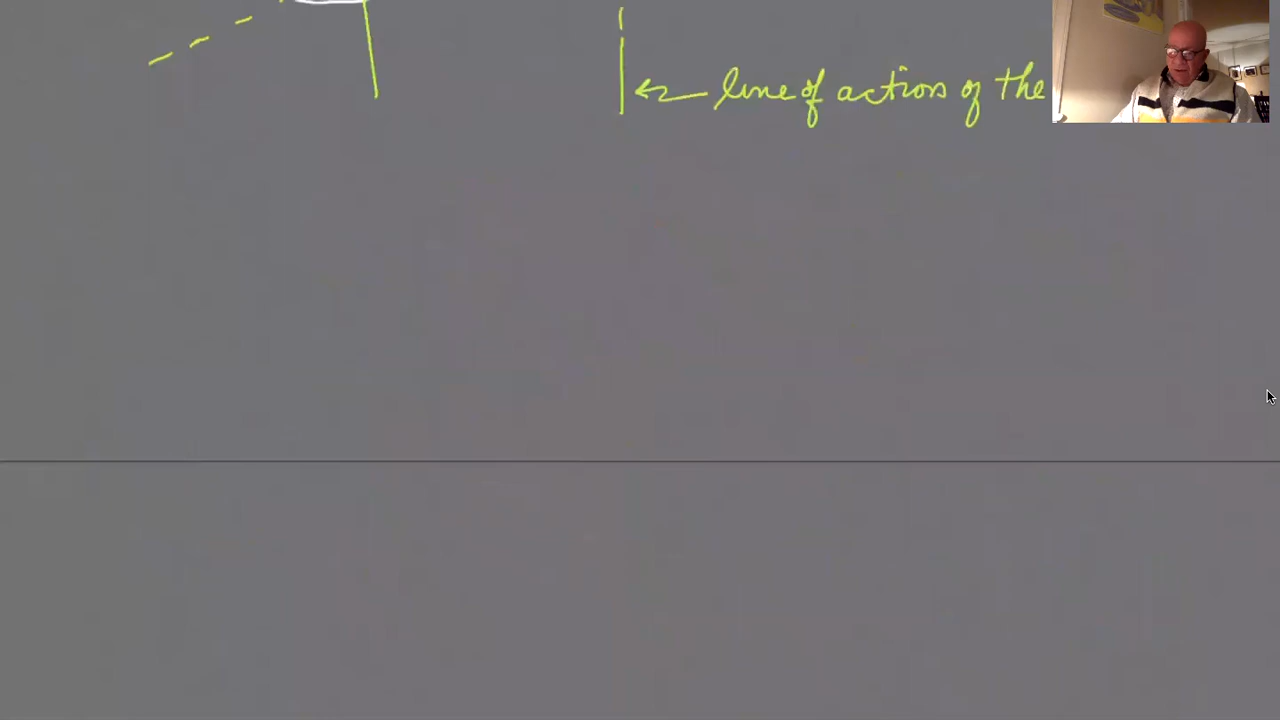 line of action of the